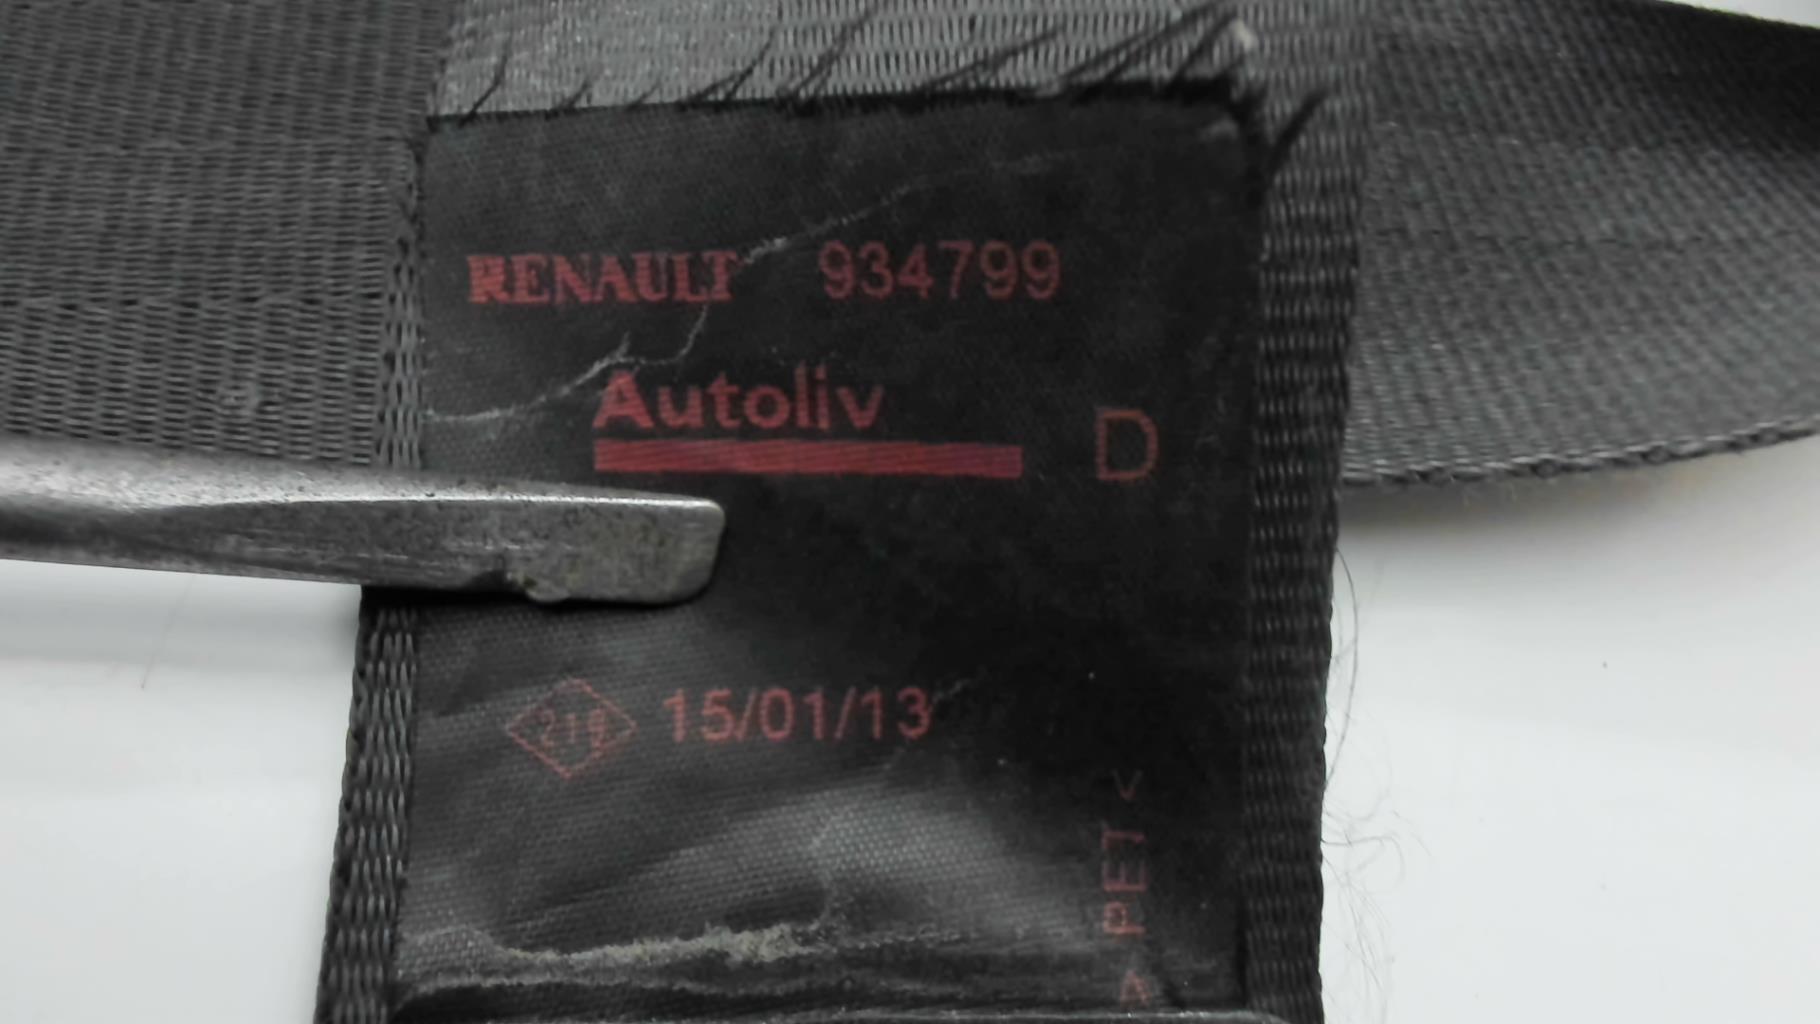 RENAULT 934799
Autoliv
D
15/01/13
> PET <